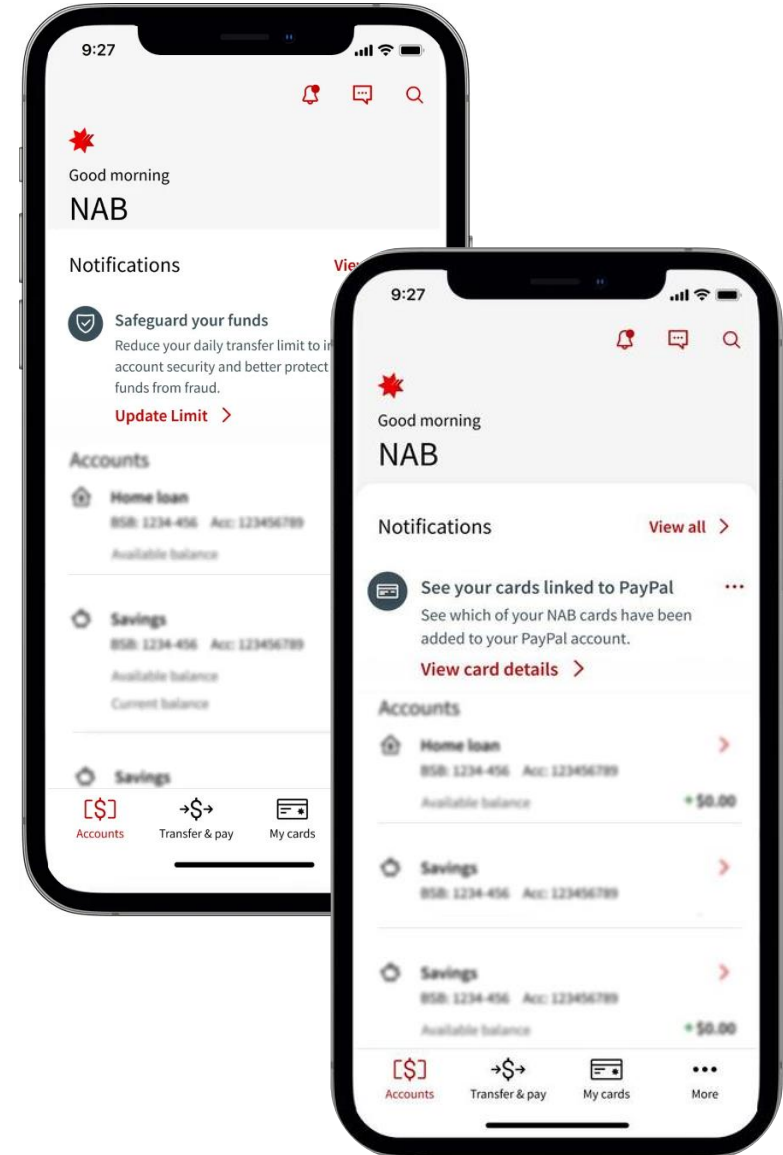 9:27
Good morning
NAB
Notifications
Safeguard your funds
Reduce your daily transfer limit to
account security and better protect
funds from fraud.
Update Limit
Accounts
Home loan
BSB: 1234-456 Acc: 123456789
Available balance
Savings
BSB: 1234-456 Acc: 123456789
Available balance
Current balance
Savings
Accounts
Transfer & pay
My cards
9:27
Good morning
NAB
Notifications
View all
See your cards linked to PayPal
See which of your NAB cards have been
added to your PayPal account.
View card details
Accounts
Home loan
BSB: 1234-456 Acc: 123456789
Available balance
$0.00
Savings
BSB: 1234-456 Acc: 123456789
Savings
BSB: 1234-456 Acc: 123456789
Available balance
$0.00
Accounts
Transfer & pay
My cards
More